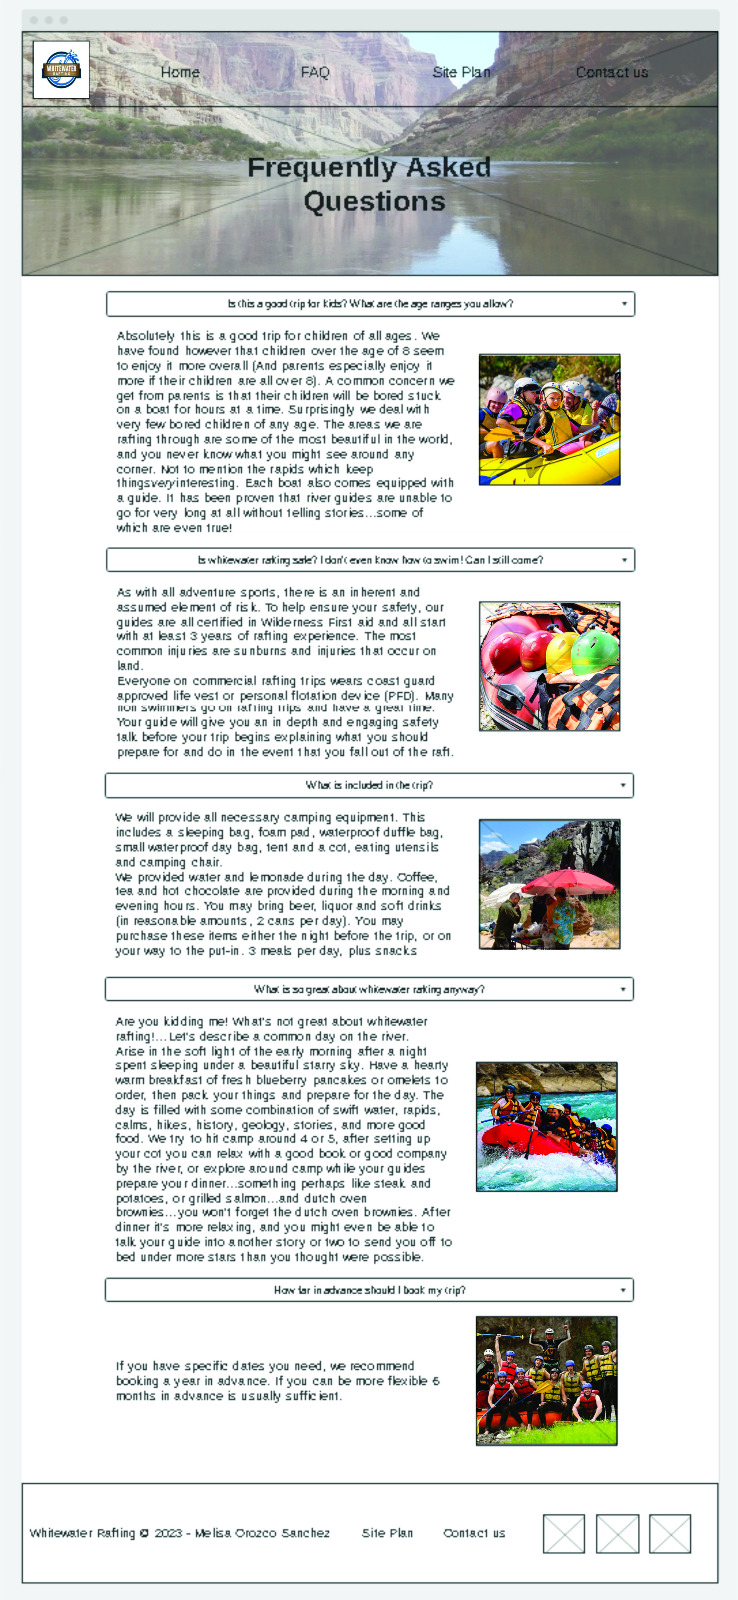 WHITEWATER
RAFTING
Home
FAQ
Site Plan
Contact us
Frequently Asked
Questions
Is this a good trip for kids? What are the age ranges you allow?
Absolutely this is a good trip for children of all ages. We
have found however that children over the age of 8 seem
to enjoy it more overall (And parents especially enjoy it
more if their children are all over 8). A common concern we
get from parents is that their children will be bored stuck
on a boat for hours at a time. Surprisingly we deal with
very few bored children of any age. The areas we are
rafting through are some of the most beautiful in the world,
and you never know what you might see around any
corner. Not to mention the rapids which keep
thingsveryinteresting. Each boat also comes equipped with
a guide. It has been proven that river guides are unable to
go for very long at all without telling stories...some of
which are even true!
Is whitewater rafting safe? I don't even know how to swim! Can I still come?
As with all adventure sports, there is an inherent and
assumed element of risk. To help ensure your safety, our
guides are all certified in Wilderness First aid and all start
with at least 3 years of rafting experience. The most
common injuries are sunburns and injuries that occur on
land.
Everyone on commercial rafting trips wears coast guard
approved life vest or personal flotation device (PFD). Many
non swimmers go on rafting trips and have a great time.
Your guide will give you an in depth and engaging safety
talk before your trip begins explaining what you should
prepare for and do in the event that you fall out of the raft.
What is included in the trip?
We will provide all necessary camping equipment. This
includes a sleeping bag, foam pad, waterproof duffle bag,
small waterproof day bag, tent and a cot, eating utensils
and camping chair.
We provided water and lemonade during the day. Coffee,
tea and hot chocolate are provided during the morning and
evening hours. You may bring beer, liquor and soft drinks
(in reasonable amounts, 2 cans per day). You may
purchase these items either the night before the trip, or on
your way to the put-in. 3 meals per day, plus snacks
What is so great about whitewater rafting anyway?
Are you kidding me! What's not great about whitewater
rafting!...Let's describe a common day on the river.
Arise in the soft light of the early morning after a night
spent sleeping under a beautiful starry sky. Have a hearty
warm breakfast of fresh blueberry pancakes or omelets to
order, then pack your things and prepare for the day. The
day is filled with some combination of swift water, rapids,
calms, hikes, history, geology, stories, and more good
food. We try to hit camp around 4 or 5, after setting up
your cot you can relax with a good book or good company
by the river, or explore around camp while your guides
prepare your dinner...something perhaps like steak and
potatoes, or grilled salmon...and dutch oven
brownies...you won't forget the dutch oven brownies. After
dinner it's more relaxing, and you might even be able to
talk your guide into another story or two to send you off to
bed under more stars than you thought were possible.
How far in advance should I book my trip?
If you have specific dates you need, we recommend
booking a year in advance. If you can be more flexible 6
months in advance is usually sufficient.
Whitewater Rafting © 2023 - Melisa Orozco Sanchez
Site Plan
Contact us